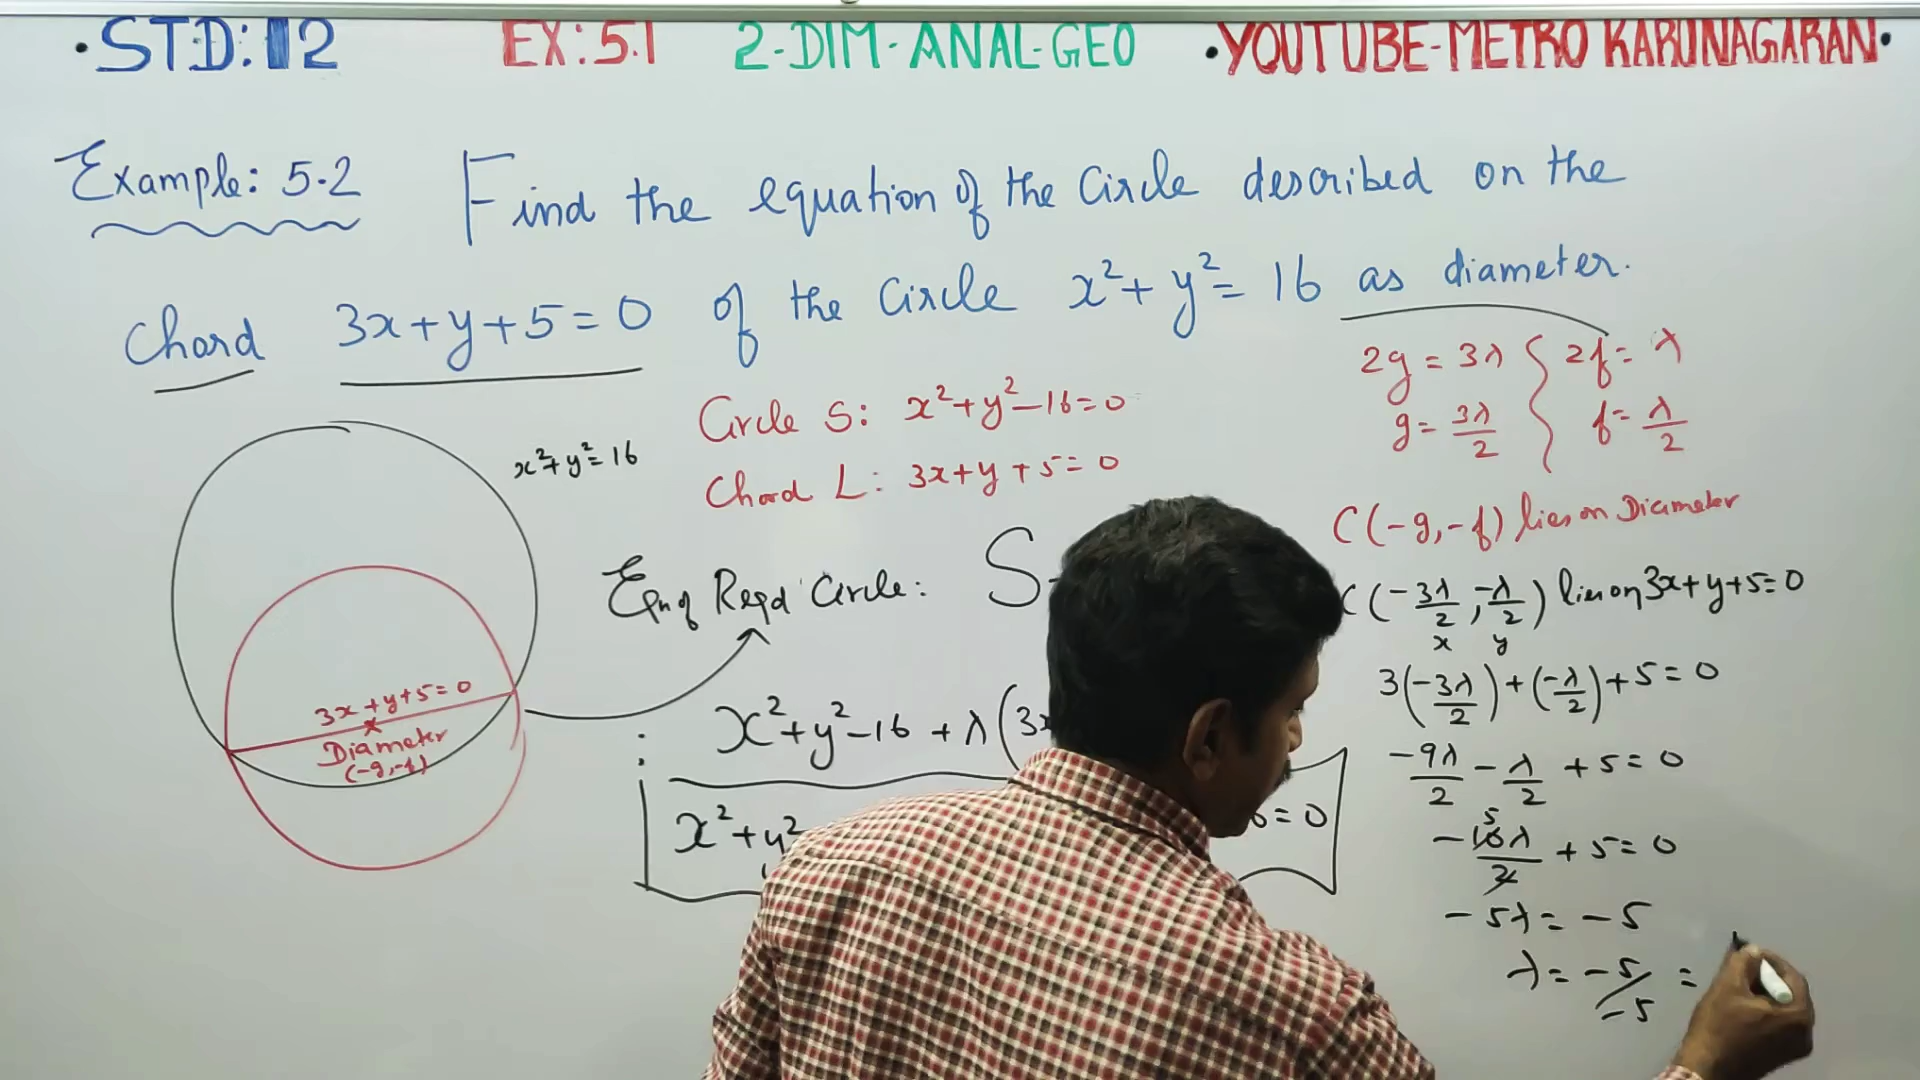 • STD: 12 EX: 5.1 2-DIM-ANAL-GEO • YOUTUBE-METRO KARUNAGARAN •
Example: 5.2 Find the equation of the Circle described on the
Chord 3x+y+5=0 of the Circle x²+y²=16 as diameter.
x²+y²=16
3x+y+5=0
x
Diameter
(-g,-f)
Circle S: x²+y²-16=0
Chord L: 3x+y+5=0
Eqn of Reqd Circle: S
∴ x²+y²-16+λ(3x
x²+y²
=0
2g=3λ { 2f=λ
g=3λ/2 { f=λ/2
C(-g,-f) lies on Diameter
C(-3λ/2, -λ/2) lies on 3x+y+5=0
x y
3(-3λ/2)+(-λ/2)+5=0
-9λ/2 - λ/2 +5=0
5
-10λ/2 +5=0
-5λ=-5
λ=-5/-5 =